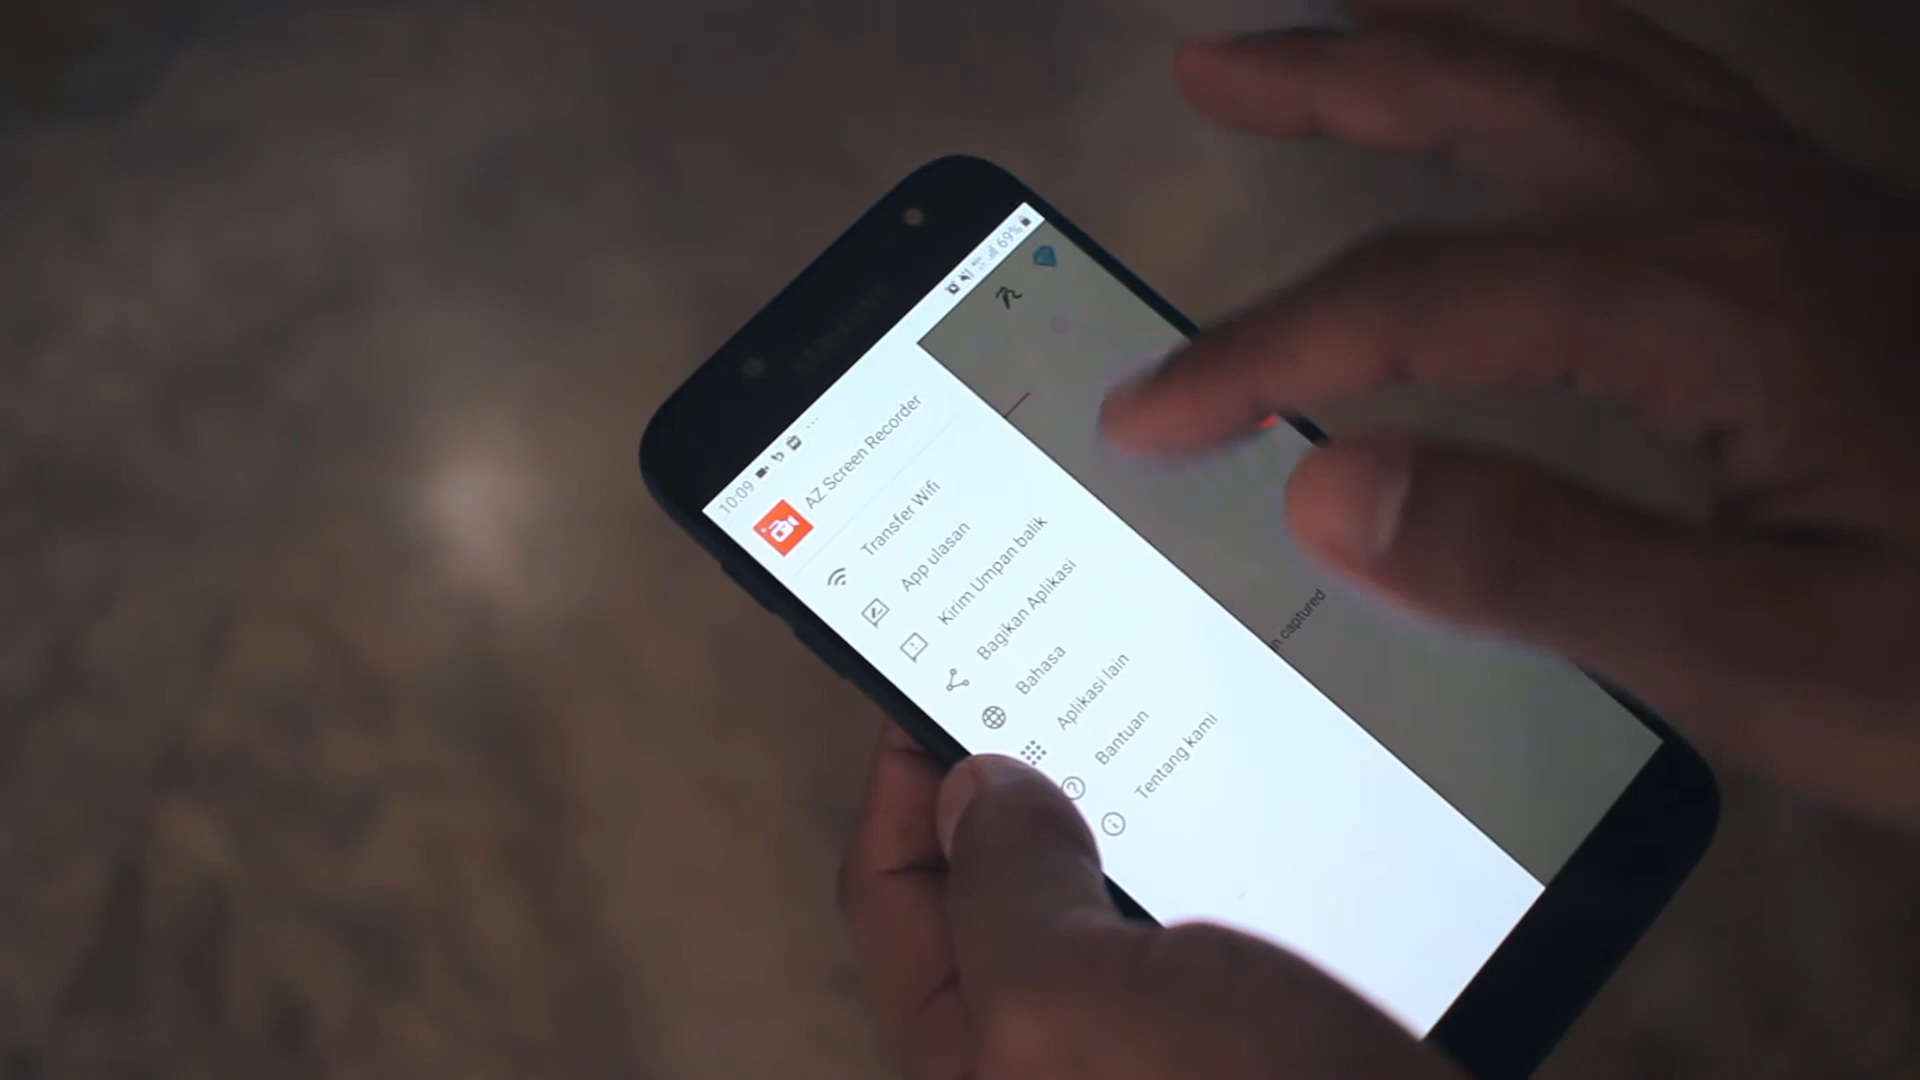 10:09
69%
AZ Screen Recorder
Transfer Wifi
App ulasan
Kirim Umpan balik
Bagikan Aplikasi
Bahasa
Aplikasi lain
Bantuan
Tentang kami
captured